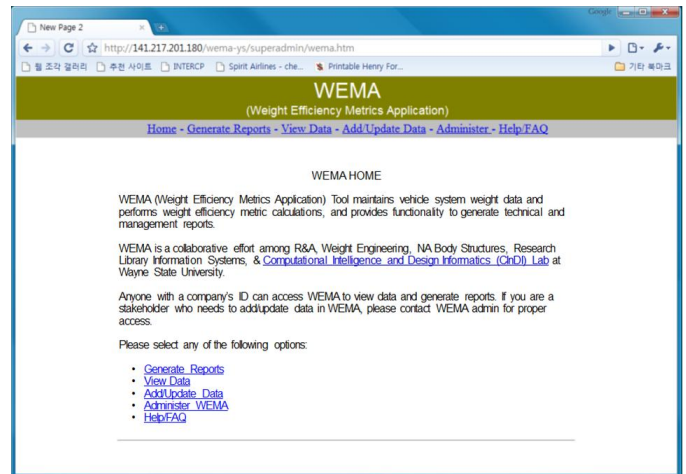 Google
New Page 2
http://141.217.201.180/wema-ys/superadmin/wema.htm
웹 조각 갤러리 추천 사이트 INTERCP Spirit Airlines - che... Printable Henry For... 기타 북마크
WEMA
(Weight Efficiency Metrics Application)
Home - Generate Reports - View Data - Add/Update Data - Administer - Help/FAQ
WEMA HOME
WEMA (Weight Efficiency Metrics Application) Tool maintains vehicle system weight data and
performs weight efficiency metric calculations, and provides functionality to generate technical and
management reports.
WEMA is a collaborative effort among R&A, Weight Engineering, NA Body Structures, Research
Library Information Systems, & Computational Intelligence and Design Informatics (CInDI) Lab at
Wayne State University.
Anyone with a company's ID can access WEMA to view data and generate reports. If you are a
stakeholder who needs to add/update data in WEMA, please contact WEMA admin for proper
access.
Please select any of the following options:
• Generate Reports
• View Data
• Add/Update Data
• Administer WEMA
• Help/FAQ